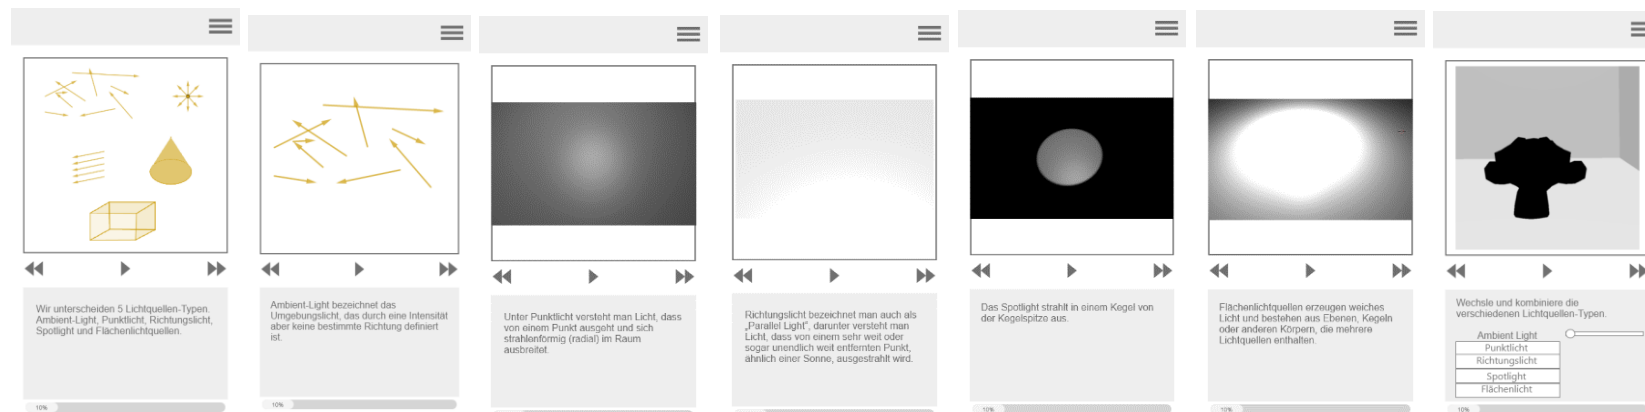 Wir unterscheiden 5 Lichtquellen-Typen.
Ambient-Light, Punktlicht, Richtungslicht,
Spotlight und Flächenlichtquellen.
10%
Ambient-Light bezeichnet das
Umgebungslicht, das durch eine Intensität
aber keine bestimmte Richtung definiert
ist.
10%
Unter Punktlicht versteht man Licht, dass
von einem Punkt ausgeht und sich
strahlenförmig (radial) im Raum
ausbreitet.
Richtungslicht bezeichnet man auch als
„Parallel Light", darunter versteht man
Licht, dass von einem sehr weit oder
sogar unendlich weit entfernten Punkt,
ähnlich einer Sonne, ausgestrahlt wird.
Das Spotlight strahlt in einem Kegel von
der Kegelspitze aus.
10%
Flächenlichtquellen erzeugen weiches
Licht und bestehen aus Ebenen, Kegeln
oder anderen Körpern, die mehrere
Lichtquellen enthalten.
10%
Wechsle und kombiniere die
verschiedenen Lichtquellen-Typen.
Ambient Light
Punktlicht
Richtungslicht
Spotlight
Flächenlicht
10%